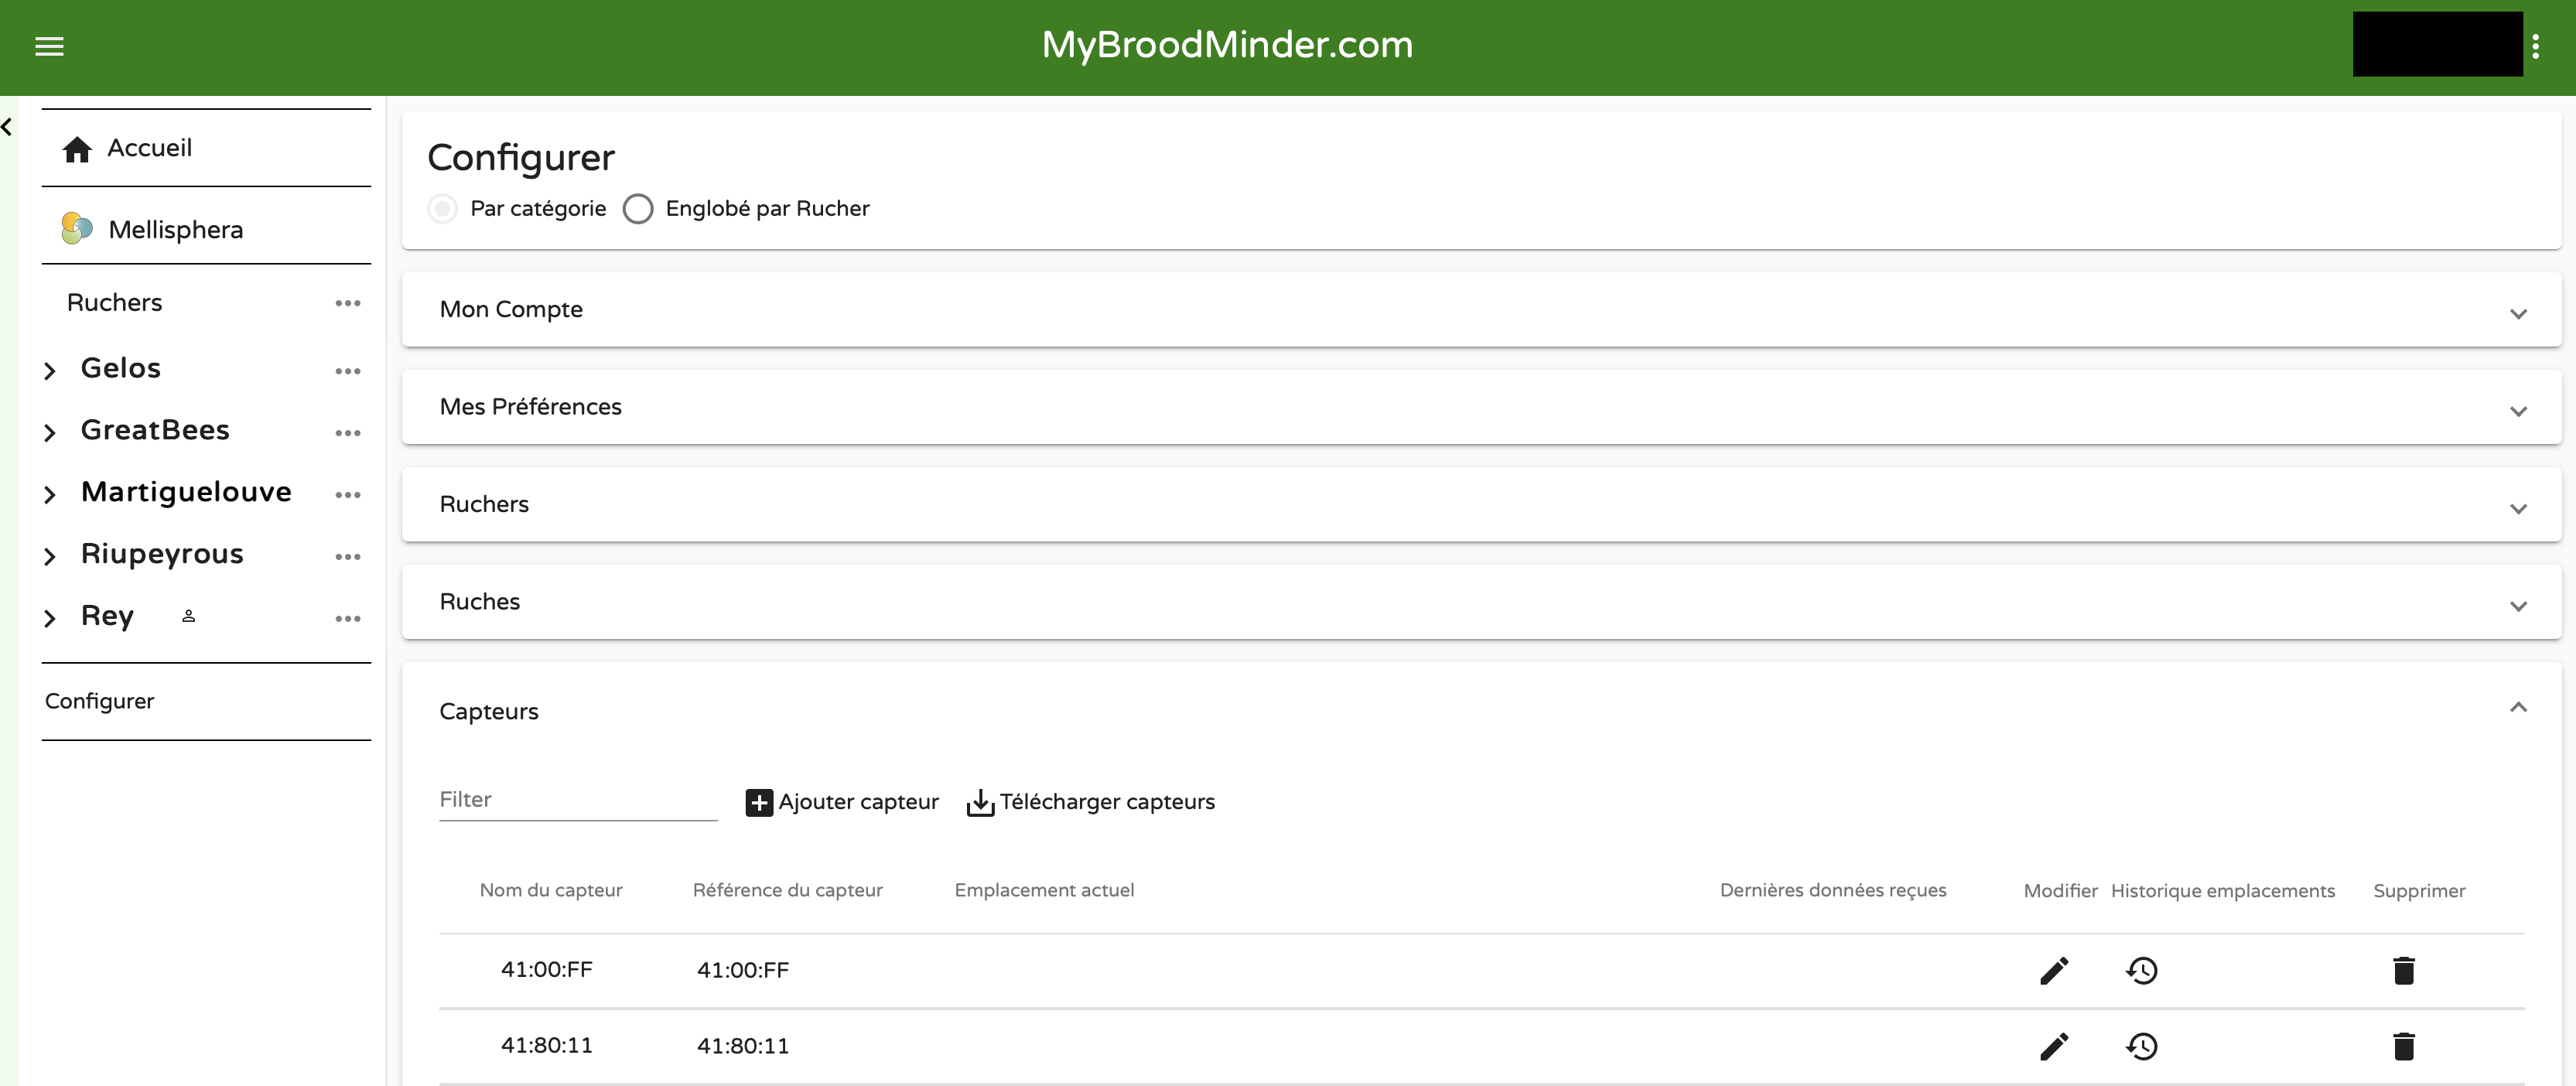 MyBroodMinder.com
Accueil
Mellisphera
Ruchers
Gelos
GreatBees
Martiguelouve
Riupeyrous
Rey
Configurer
Configurer
Par catégorie Englobé par Rucher
Mon Compte
Mes Préférences
Ruchers
Ruches
Capteurs
Filter Ajouter capteur Télécharger capteurs
Nom du capteur Référence du capteur Emplacement actuel Dernières données reçues Modifier Historique emplacements Supprimer
41:00:FF 41:00:FF
41:80:11 41:80:11